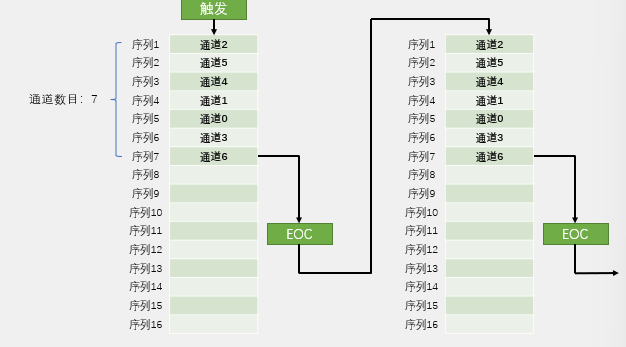 触发
通道数目：7
序列1 通道2
序列2 通道5
序列3 通道4
序列4 通道1
序列5 通道0
序列6 通道3
序列7 通道6
序列8
序列9
序列10
序列11
序列12
序列13
序列14
序列15
序列16
EOC
序列1 通道2
序列2 通道5
序列3 通道4
序列4 通道1
序列5 通道0
序列6 通道3
序列7 通道6
序列8
序列9
序列10
序列11
序列12
序列13
序列14
序列15
序列16
EOC